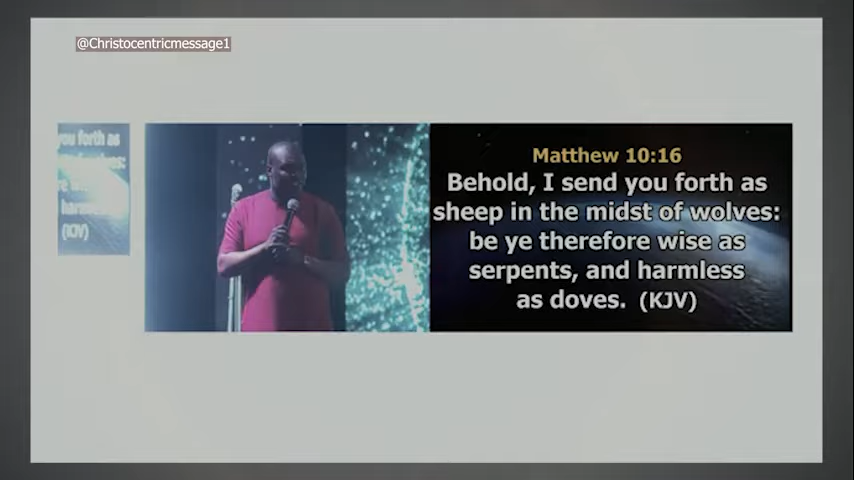 @Christocentricmessage1
you forth as
(KJV)
Matthew 10:16
Behold, I send you forth as
sheep in the midst of wolves:
be ye therefore wise as
serpents, and harmless
as doves. (KJV)